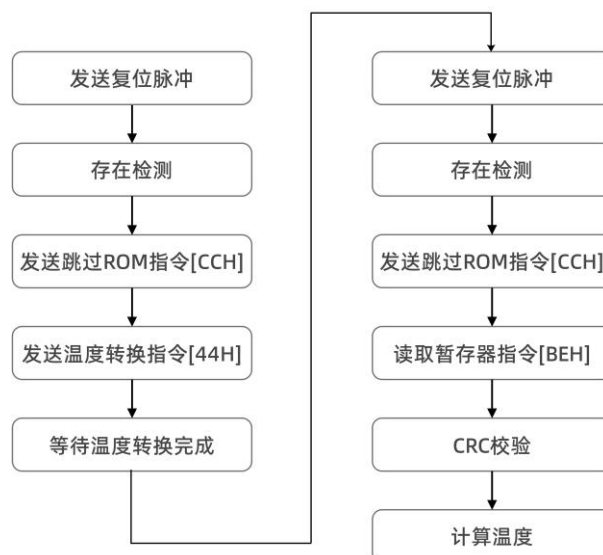 发送复位脉冲
存在检测
发送跳过ROM指令[CCH]
发送温度转换指令[44H]
等待温度转换完成
发送复位脉冲
存在检测
发送跳过ROM指令[CCH]
读取暂存器指令[BEH]
CRC校验
计算温度